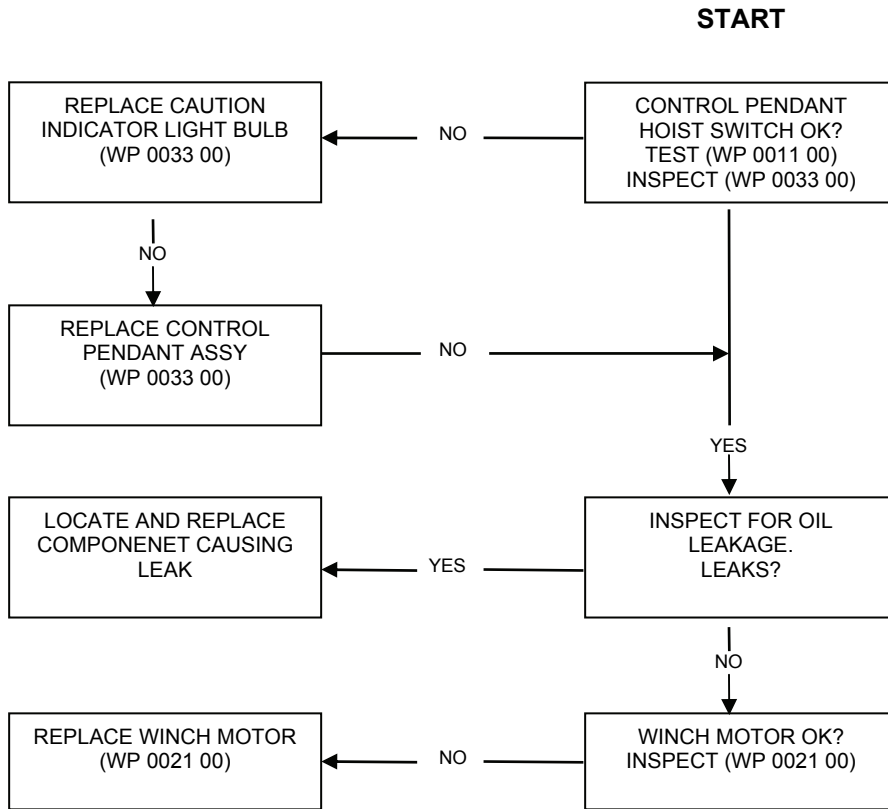 START
REPLACE CAUTION
INDICATOR LIGHT BULB
(WP 0033 00)
NO
CONTROL PENDANT
HOIST SWITCH OK?
TEST (WP 0011 00)
INSPECT (WP 0033 00)
NO
REPLACE CONTROL
PENDANT ASSY
(WP 0033 00)
NO
YES
LOCATE AND REPLACE
COMPONENET CAUSING
LEAK
YES
INSPECT FOR OIL
LEAKAGE.
LEAKS?
NO
REPLACE WINCH MOTOR
(WP 0021 00)
NO
WINCH MOTOR OK?
INSPECT (WP 0021 00)